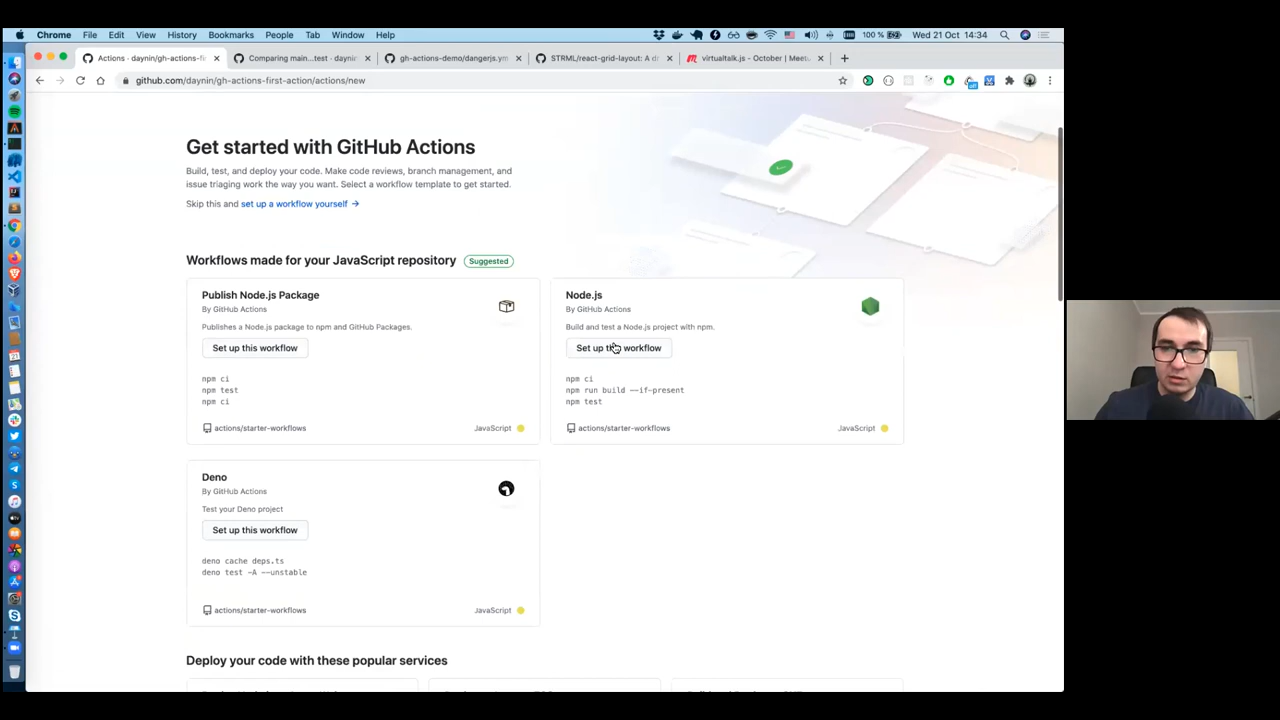 Chrome File Edit View History Bookmarks People Tab Window Help 100 % Wed 21 Oct 14:34
Actions · daynin/gh-actions-fi Comparing main...test · daynin gh-actions-demo/dangerjs.ym STRML/react-grid-layout: A d virtualtalk.js - October | Meet
github.com/daynin/gh-actions-first-action/actions/new
Get started with GitHub Actions
Build, test, and deploy your code. Make code reviews, branch management, and
issue triaging work the way you want. Select a workflow template to get started.
Skip this and set up a workflow yourself →
Workflows made for your JavaScript repository Suggested
Publish Node.js Package
By GitHub Actions
Publishes a Node.js package to npm and GitHub Packages.
Set up this workflow
npm ci
npm test
npm ci
actions/starter-workflows JavaScript
Node.js
By GitHub Actions
Build and test a Node.js project with npm.
Set up this workflow
npm ci
npm run build --if-present
npm test
actions/starter-workflows JavaScript
Deno
By GitHub Actions
Test your Deno project
Set up this workflow
deno cache deps.ts
deno test -A --unstable
actions/starter-workflows JavaScript
Deploy your code with these popular services